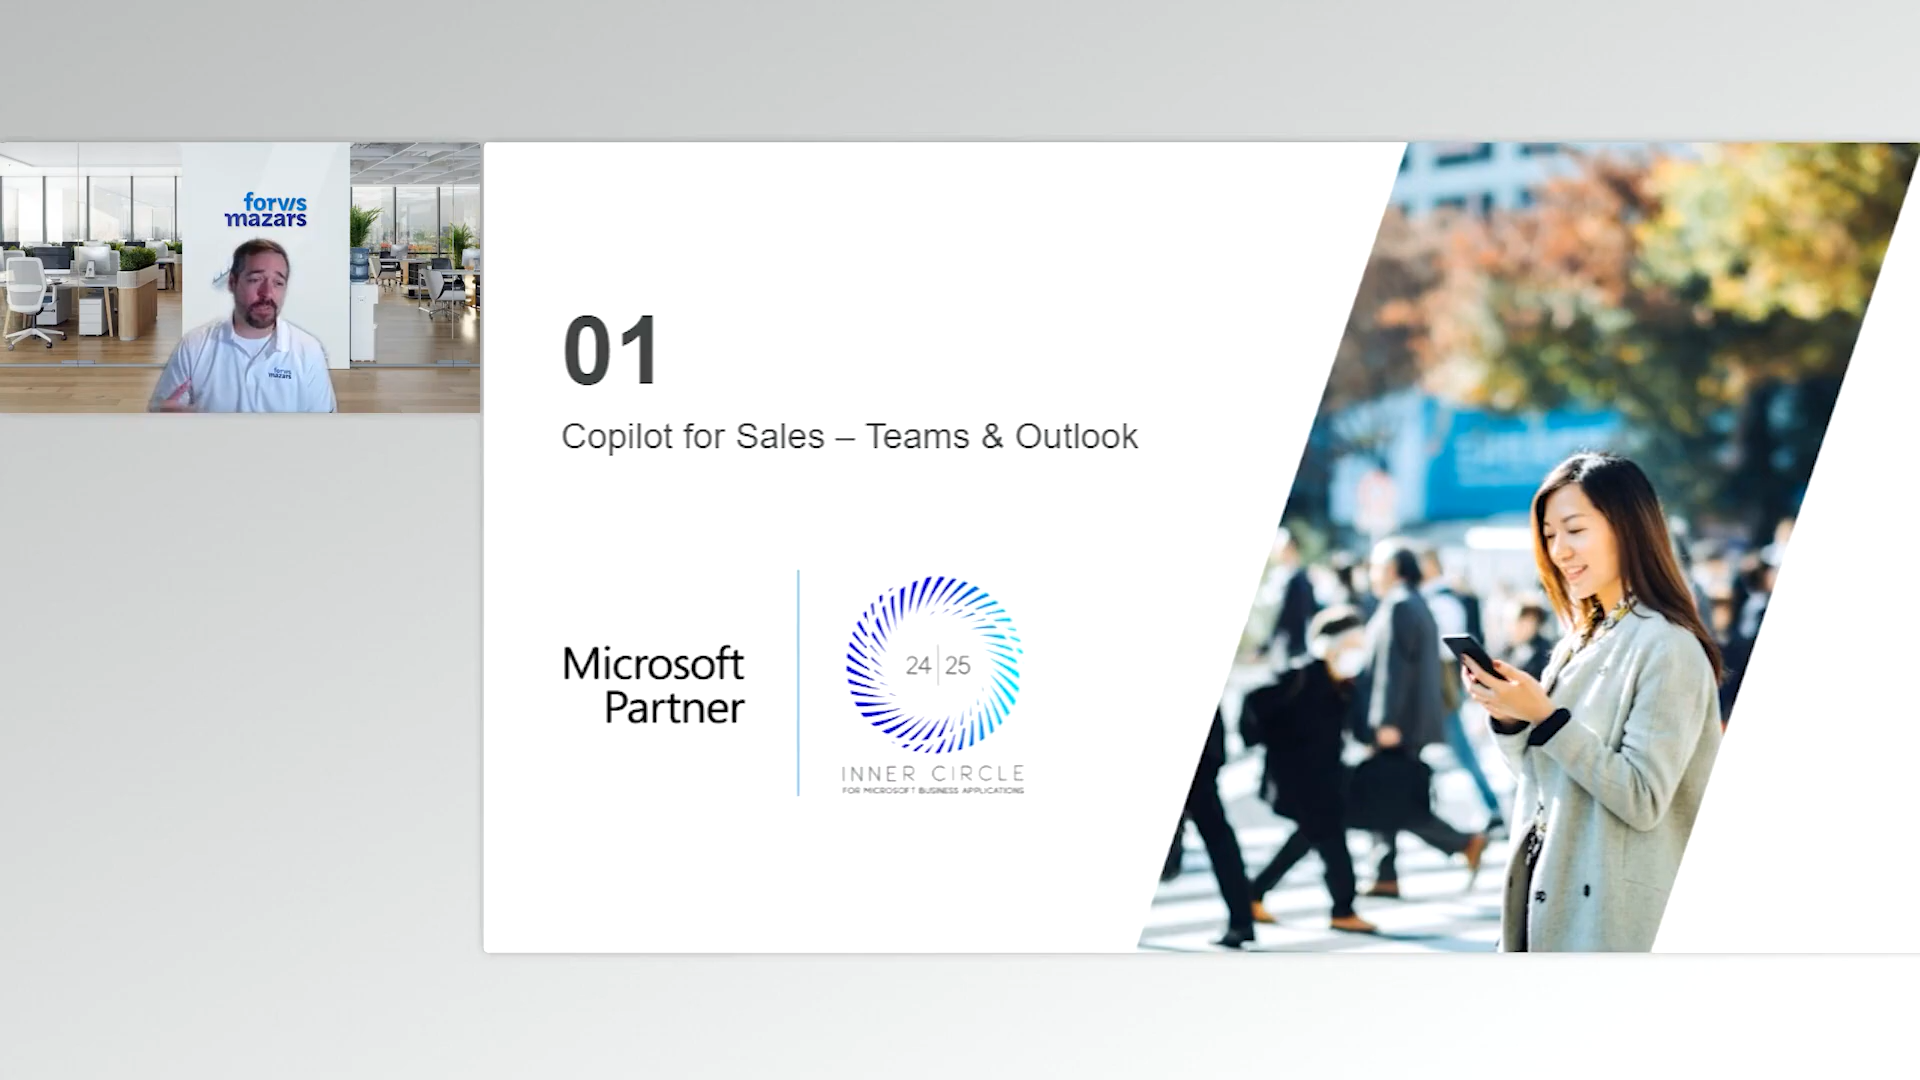 forvis
mazars
forvis
mazars
01
Copilot for Sales – Teams & Outlook
Microsoft
Partner
24 25
INNER CIRCLE
FOR MICROSOFT BUSINESS APPLICATIONS